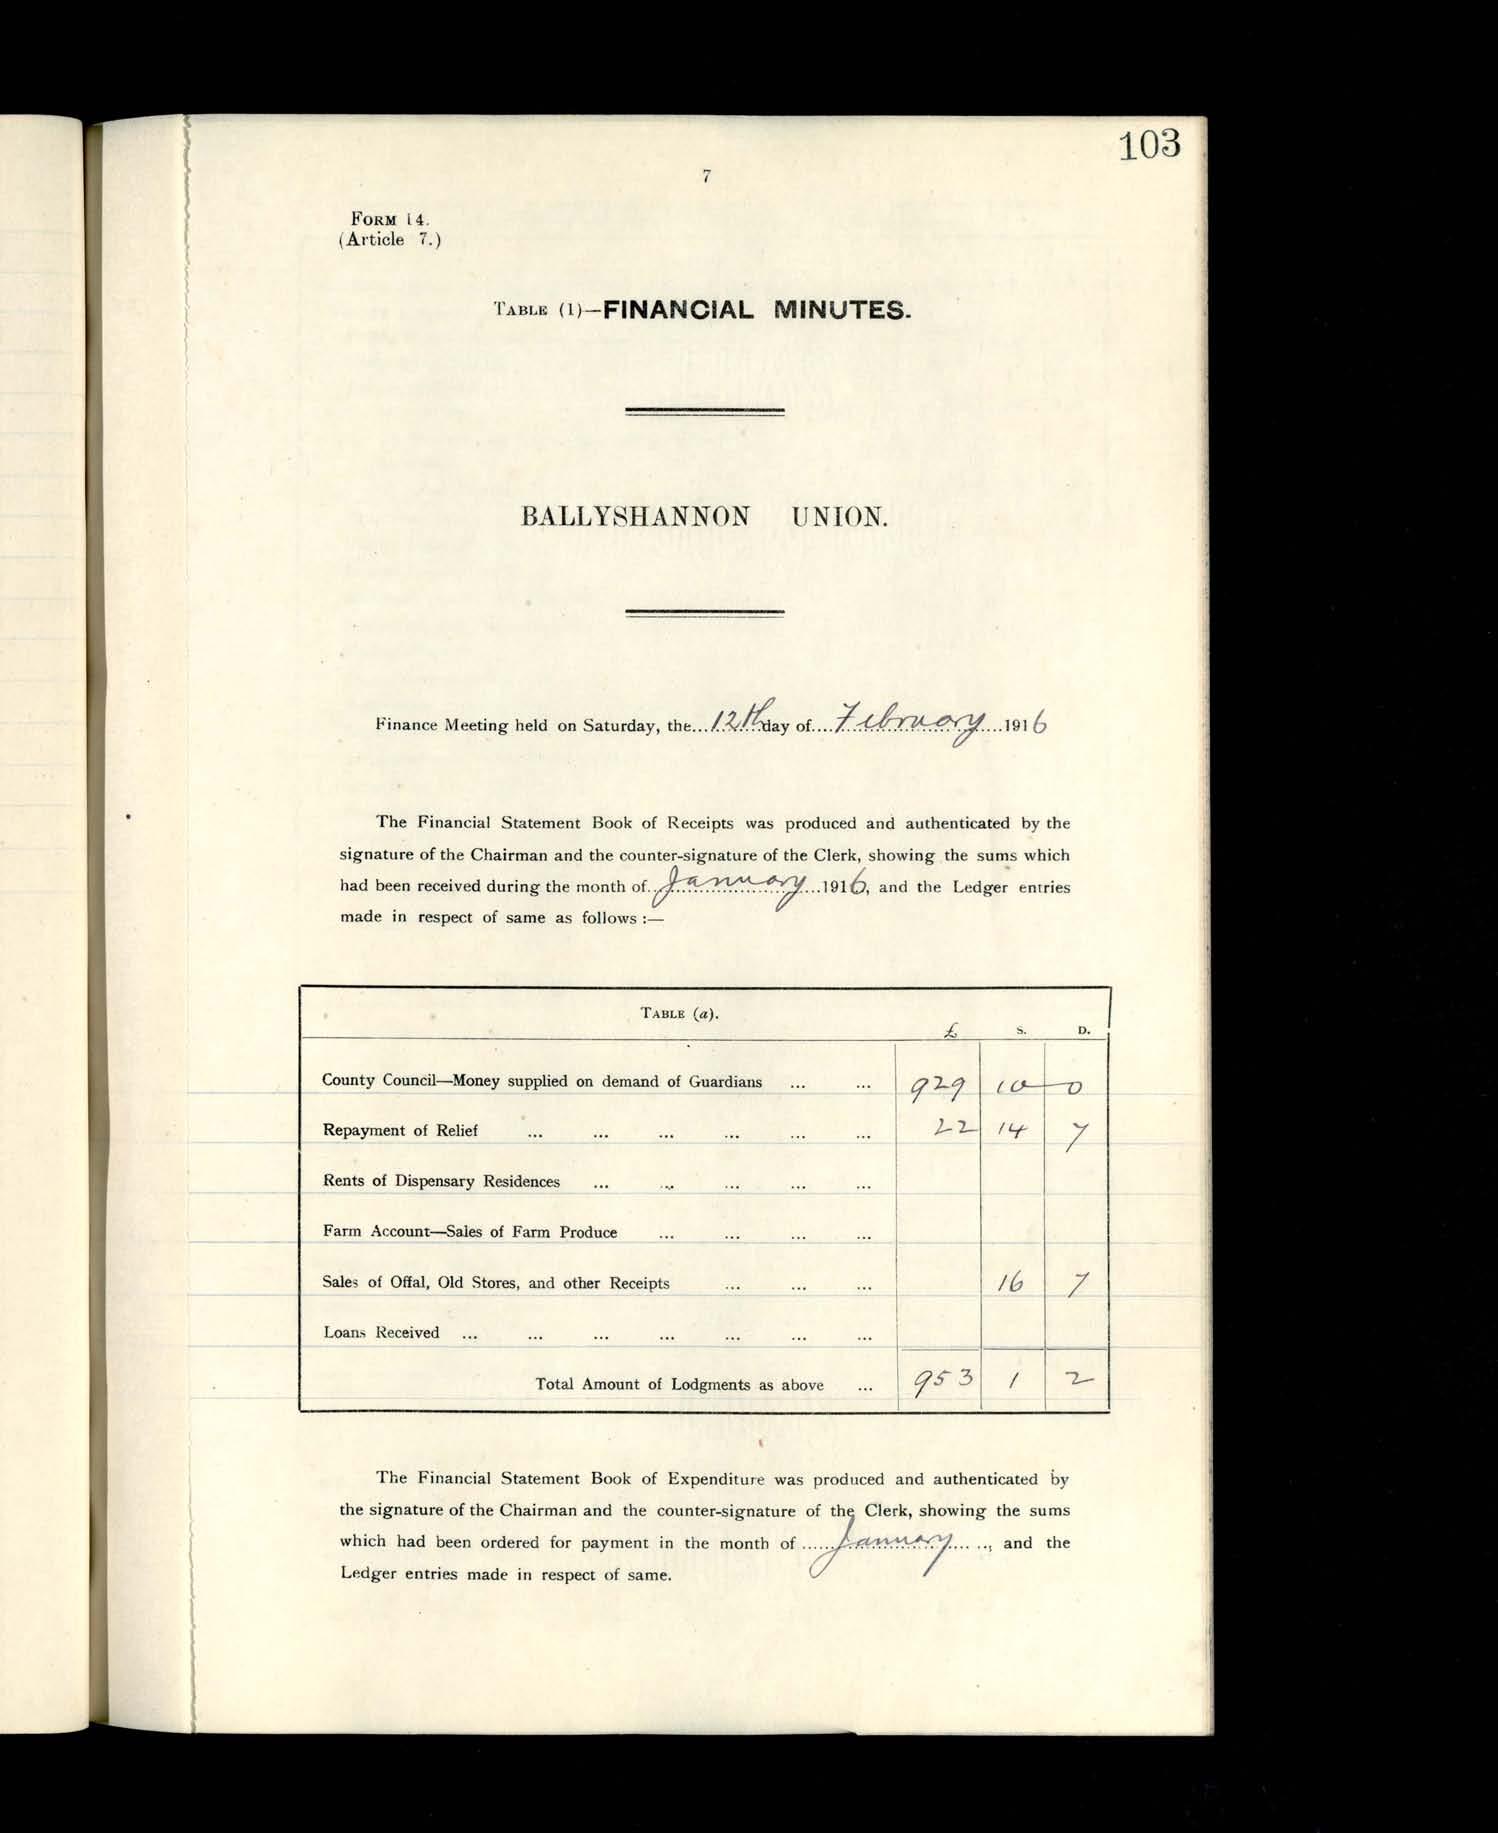 103
7
FORM 14.
(Article 7.)
TABLE (1)—FINANCIAL MINUTES.
BALLYSHANNON UNION.
Finance Meeting held on Saturday, the...12th day of....February....1916
The Financial Statement Book of Receipts was produced and authenticated by the
signature of the Chairman and the counter-signature of the Clerk, showing the sums which
had been received during the month of..January...1916, and the Ledger entries
made in respect of same as follows :—
TABLE (a).
£ S. D.
County Council—Money supplied on demand of Guardians ... ... 929 10 0
Repayment of Relief ... ... ... ... ... ... 22 14 7
Rents of Dispensary Residences ... ... ... ... ...
Farm Account—Sales of Farm Produce ... ... ... ...
Sales of Offal, Old Stores, and other Receipts ... ... ... 16 7
Loans Received ... ... ... ... ... ... ...
Total Amount of Lodgments as above ... 953 1 2
The Financial Statement Book of Expenditure was produced and authenticated by
the signature of the Chairman and the counter-signature of the Clerk, showing the sums
which had been ordered for payment in the month of ......January...... , and the
Ledger entries made in respect of same.